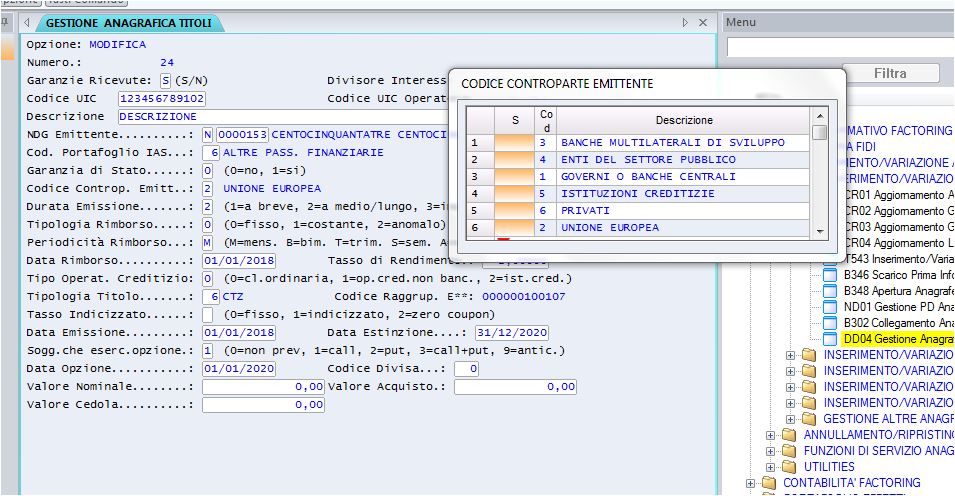 Tasti Comando
GESTIONE ANAGRAFICA TITOLI
Opzione: MODIFICA
Numero.: 24
Garanzie Ricevute: S (S/N) Divisore Interess
Codice UIC 123456789102 Codice UIC Operat
Descrizione DESCRIZIONE
NDG Emittente..........: N 0000153 CENTOCINQUANTATRE CENTOCI
Cod. Portafoglio IAS...: 6 ALTRE PASS. FINANZIARIE
Garanzia di Stato......: 0 (0=no, 1=si)
Codice Controp. Emitt..: 2 UNIONE EUROPEA
Durata Emissione.......: 2 (1=a breve, 2=a medio/lungo, 3=i
Tipologia Rimborso.....: 0 (0=fisso, 1=costante, 2=anomalo)
Periodicità Rimborso...: M (M=mens. B=bim. T=trim. S=sem. A
Data Rimborso..........: 01/01/2018 Tasso di Rendimento..:
Tipo Operat. Creditizio: 0 (0=cl.ordinaria, 1=op.cred.non banc., 2=ist.cred.)
Tipologia Titolo.......: 6 CTZ Codice Raggrup. E**: 000000100107
Tasso Indicizzato......: (0=fisso, 1=indicizzato, 2=zero coupon)
Data Emissione.........: 01/01/2018 Data Estinzione....: 31/12/2020
Sogg.che eserc.opzione.: 1 (0=non prev, 1=call, 2=put, 3=call+put, 9=antic.)
Data Opzione...........: 01/01/2020 Codice Divisa...: 0
Valore Nominale........: 0,00 Valore Acquisto.: 0,00
Valore Cedola..........: 0,00
CODICE CONTROPARTE EMITTENTE
S Cod Descrizione
1 3 BANCHE MULTILATERALI DI SVILUPPO
2 4 ENTI DEL SETTORE PUBBLICO
3 1 GOVERNI O BANCHE CENTRALI
4 5 ISTITUZIONI CREDITIZIE
5 6 PRIVATI
6 2 UNIONE EUROPEA
Menu
Filtra
MATIVO FACTORING
A FIDI
MENTO/VARIAZIONE A
ERIMENTO/VARIAZIO
CR01 Aggiornamento A
CR02 Aggiornamento G
CR03 Aggiornamento G
CR04 Aggiornamento L
T543 Inserimento/Varia
B346 Scarico Prima Info
B348 Apertura Anagrafe
ND01 Gestione PD Ana
B302 Collegamento Ana
DD04 Gestione Anagraf
INSERIMENTO/VARIAZIO
INSERIMENTO/VARIAZIO
INSERIMENTO/VARIAZIO
INSERIMENTO/VARIAZIO
GESTIONE ALTRE ANAGR
ANNULLAMENTO/RIPRISTINO
FUNZIONI DI SERVIZIO ANAG
UTILITIES
CONTABILITA' FACTORING